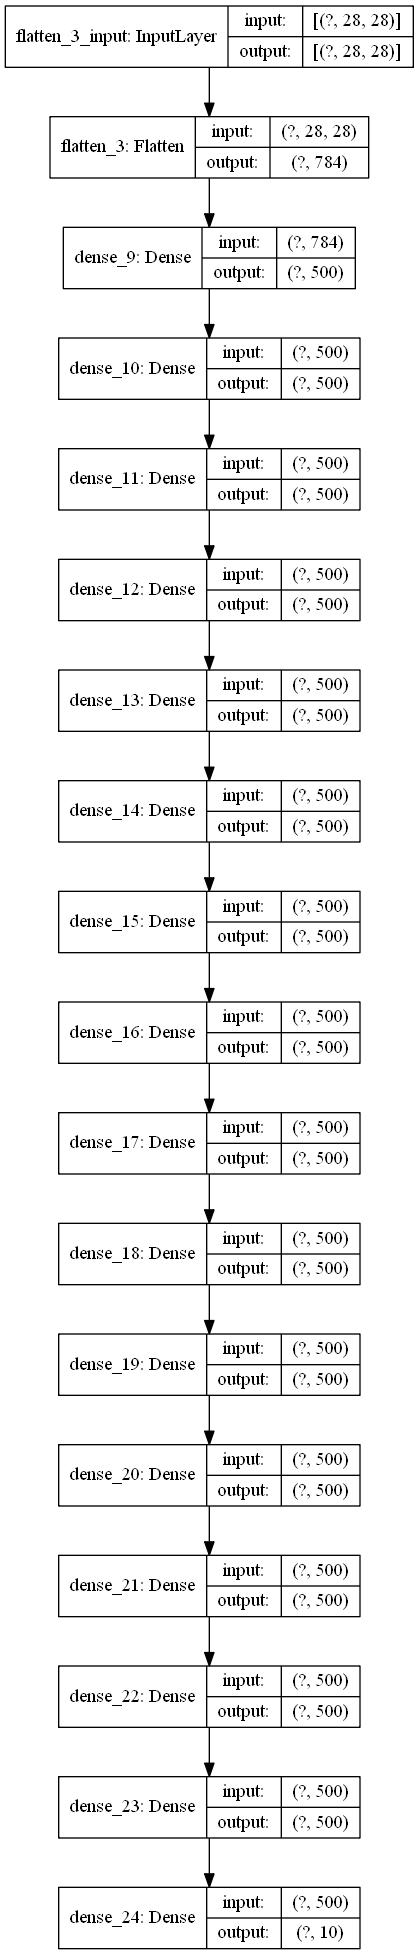 flatten_3_input: InputLayer
input: [(?, 28, 28)]
output: [(?, 28, 28)]
flatten_3: Flatten
input: (?, 28, 28)
output: (?, 784)
dense_9: Dense
input: (?, 784)
output: (?, 500)
dense_10: Dense
input: (?, 500)
output: (?, 500)
dense_11: Dense
input: (?, 500)
output: (?, 500)
dense_12: Dense
input: (?, 500)
output: (?, 500)
dense_13: Dense
input: (?, 500)
output: (?, 500)
dense_14: Dense
input: (?, 500)
output: (?, 500)
dense_15: Dense
input: (?, 500)
output: (?, 500)
dense_16: Dense
input: (?, 500)
output: (?, 500)
dense_17: Dense
input: (?, 500)
output: (?, 500)
dense_18: Dense
input: (?, 500)
output: (?, 500)
dense_19: Dense
input: (?, 500)
output: (?, 500)
dense_20: Dense
input: (?, 500)
output: (?, 500)
dense_21: Dense
input: (?, 500)
output: (?, 500)
dense_22: Dense
input: (?, 500)
output: (?, 500)
dense_23: Dense
input: (?, 500)
output: (?, 500)
dense_24: Dense
input: (?, 500)
output: (?, 10)